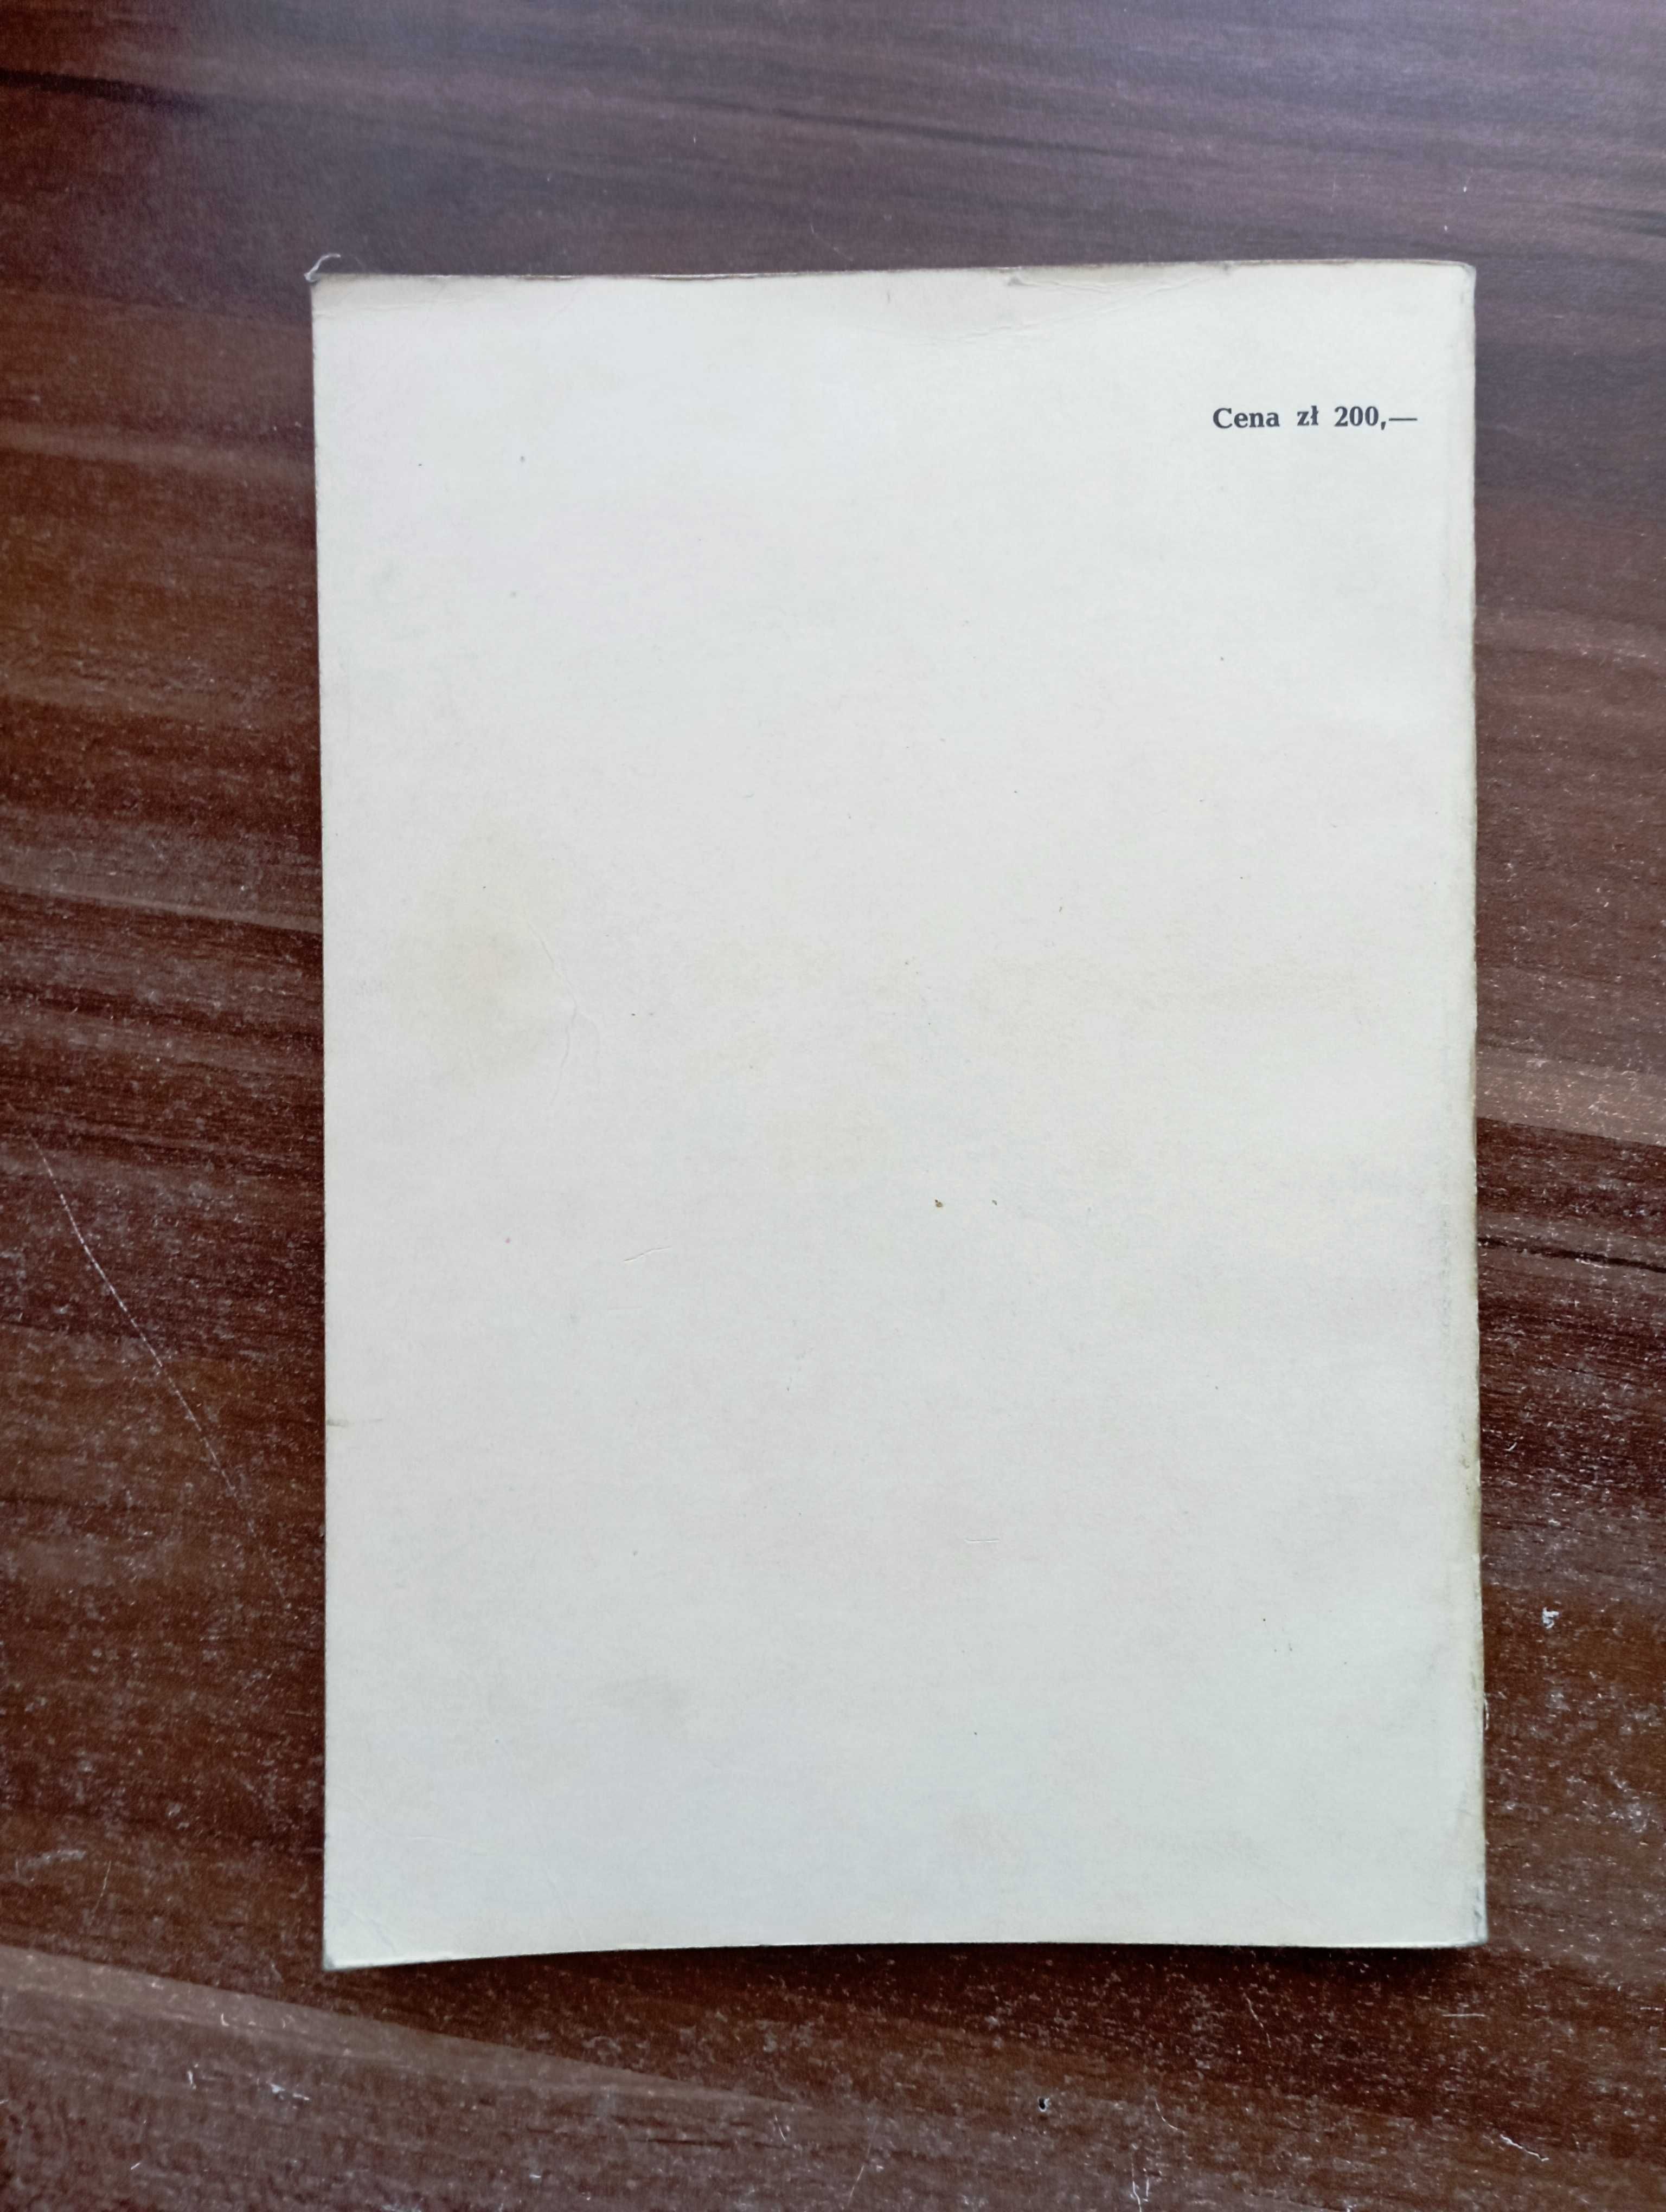 Cena zł 200,—